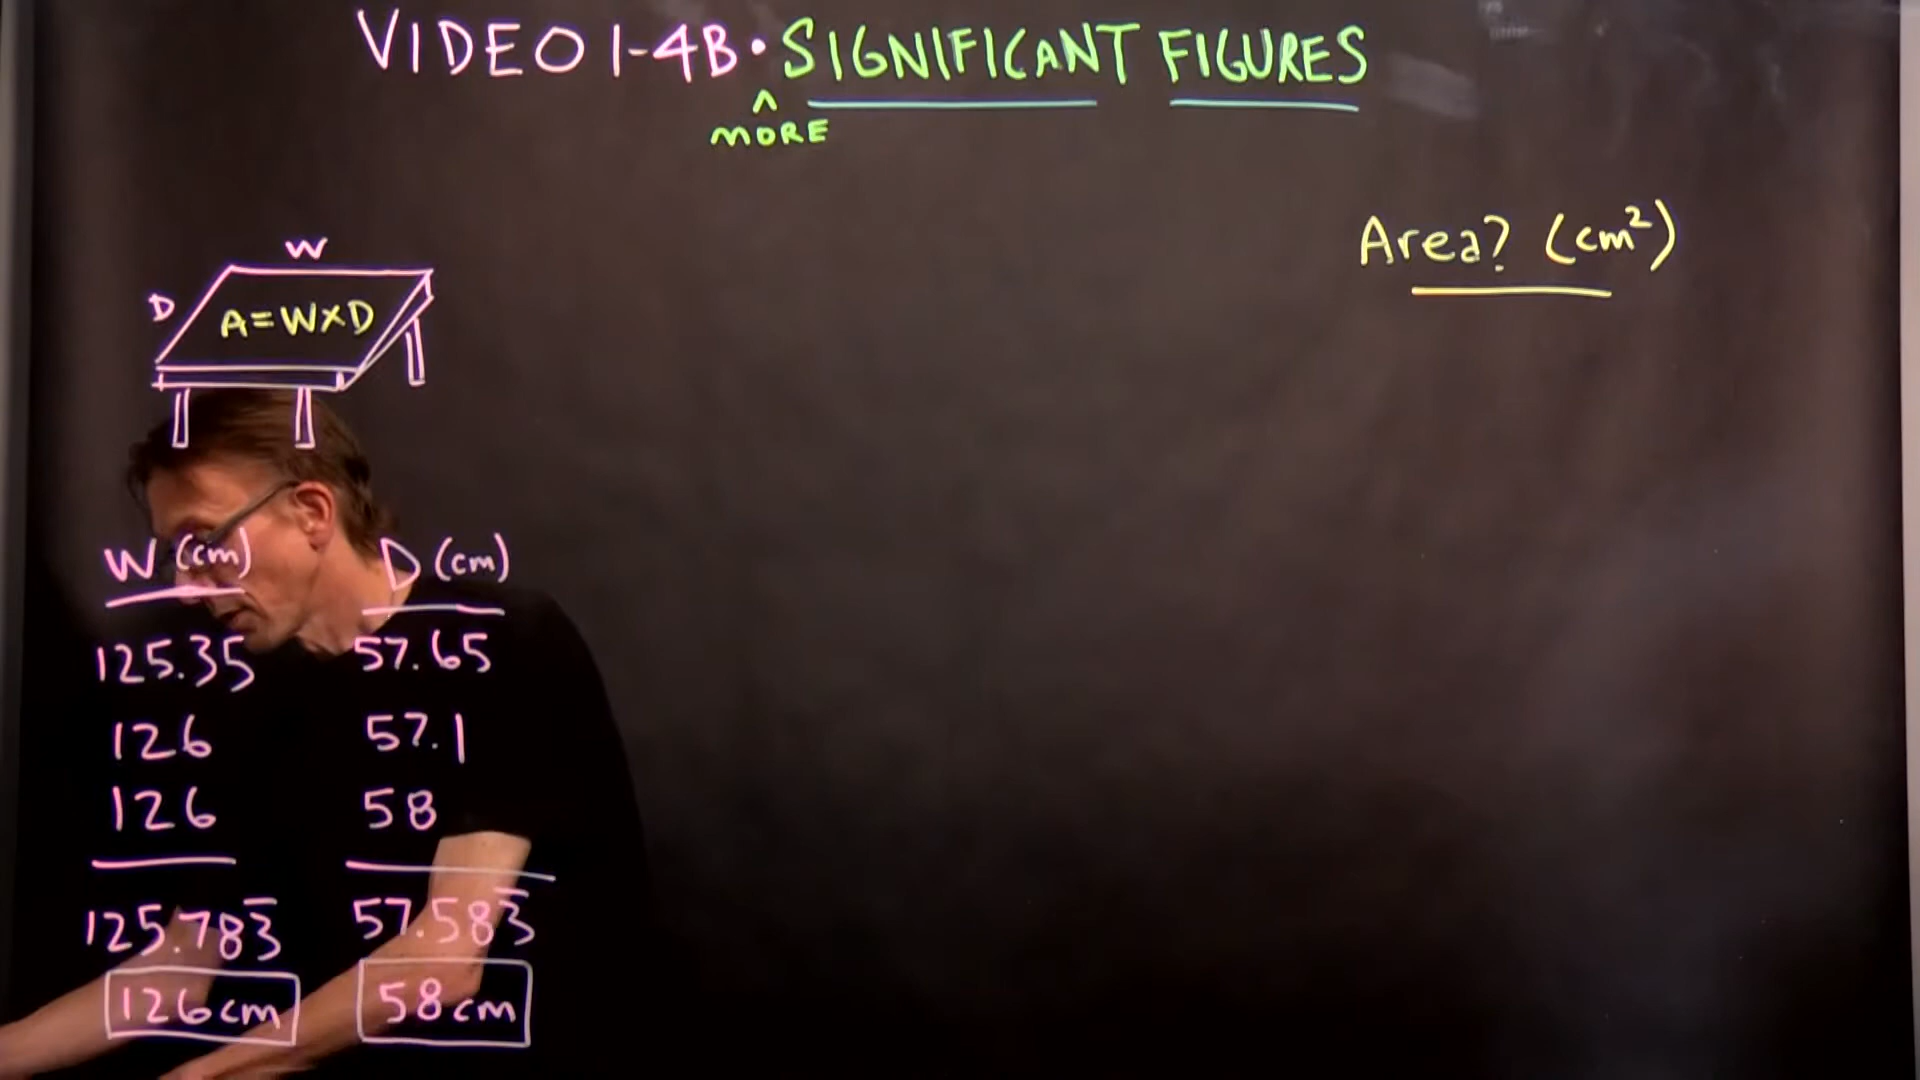 VIDEO 1-4B • SIGNIFICANT FIGURES
^
MORE
Area? (cm²)
W
D
A=W×D
W (cm) D (cm)
125.35 57.65
126 57.1
126 58
125.783̅ 57.583̅
126cm 58cm